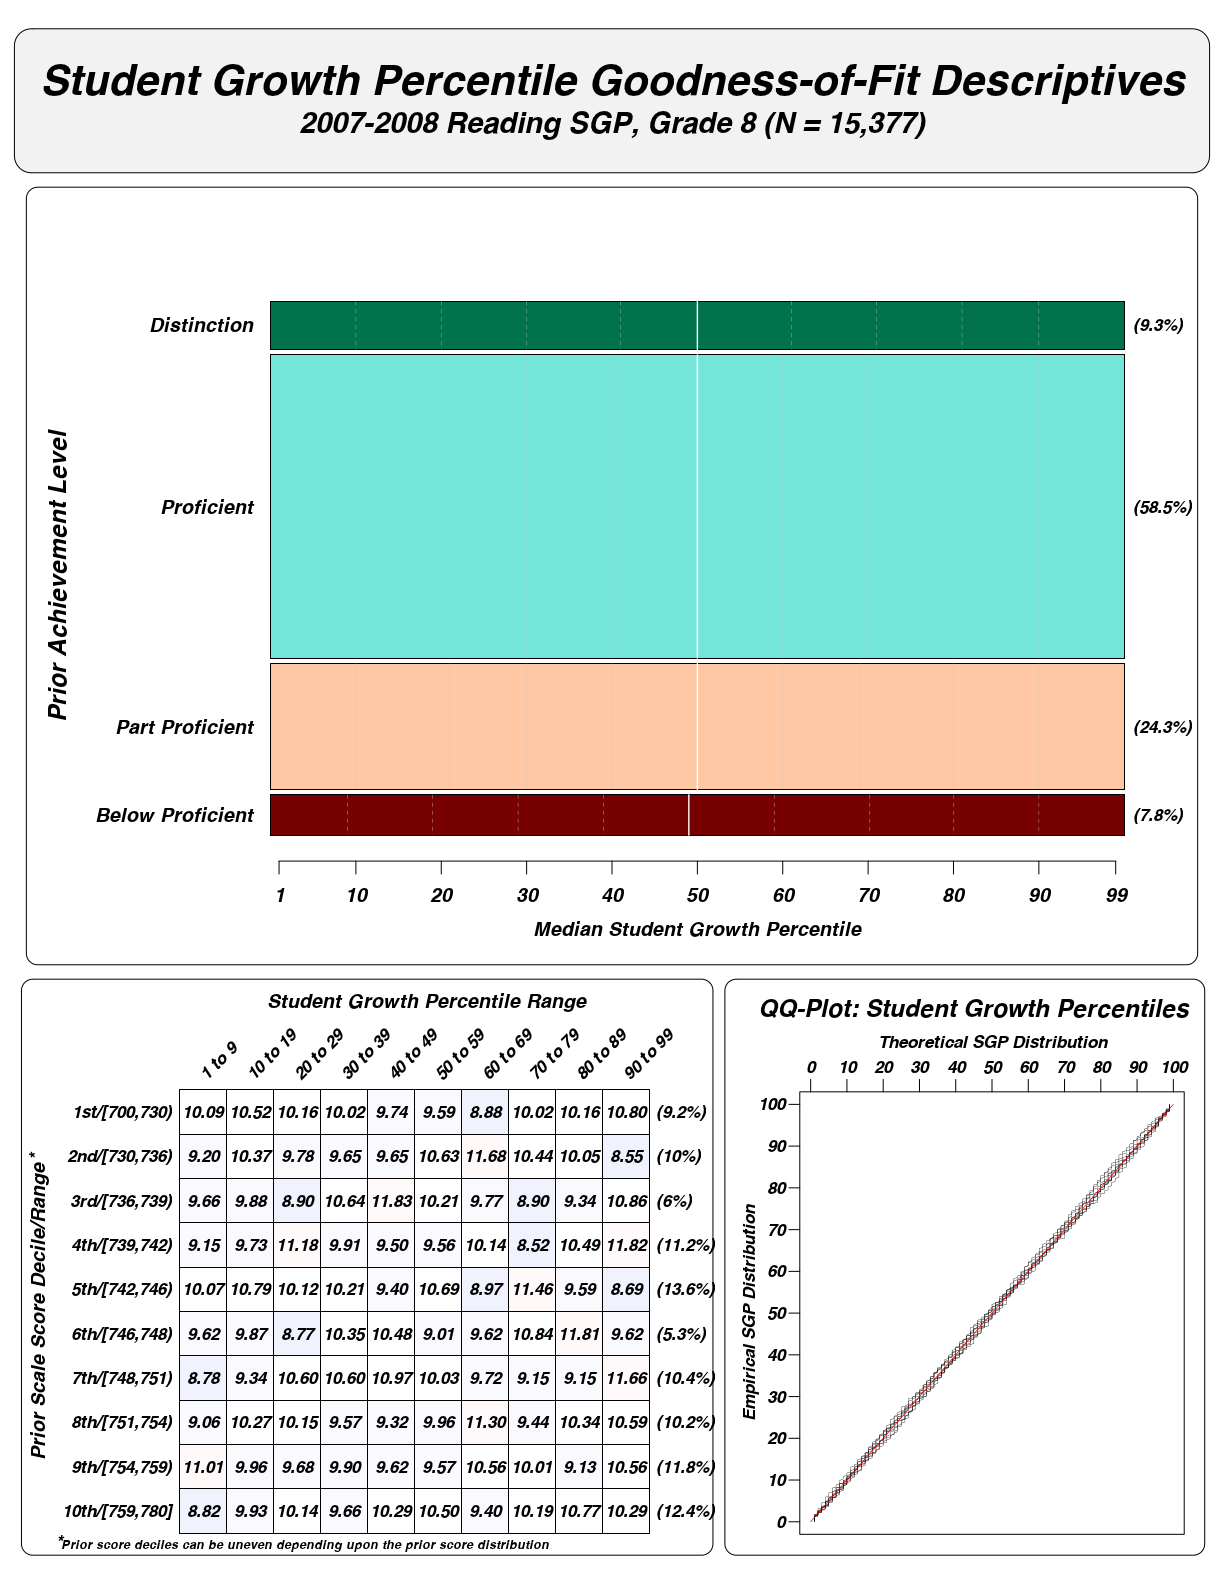 Student Growth Percentile Goodness-of-Fit Descriptives
2007-2008 Reading SGP, Grade 8 (N = 15,377)
Prior Achievement Level
Distinction (9.3%)
Proficient (58.5%)
Part Proficient (24.3%)
Below Proficient (7.8%)
1 10 20 30 40 50 60 70 80 90 99
Median Student Growth Percentile
Student Growth Percentile Range
1 to 9 10 to 19 20 to 29 30 to 39 40 to 49 50 to 59 60 to 69 70 to 79 80 to 89 90 to 99
Prior Scale Score Decile/Range*
1st/[700,730) 10.09 10.52 10.16 10.02 9.74 9.59 8.88 10.02 10.16 10.80 (9.2%)
2nd/[730,736) 9.20 10.37 9.78 9.65 9.65 10.63 11.68 10.44 10.05 8.55 (10%)
3rd/[736,739) 9.66 9.88 8.90 10.64 11.83 10.21 9.77 8.90 9.34 10.86 (6%)
4th/[739,742) 9.15 9.73 11.18 9.91 9.50 9.56 10.14 8.52 10.49 11.82 (11.2%)
5th/[742,746) 10.07 10.79 10.12 10.21 9.40 10.69 8.97 11.46 9.59 8.69 (13.6%)
6th/[746,748) 9.62 9.87 8.77 10.35 10.48 9.01 9.62 10.84 11.81 9.62 (5.3%)
7th/[748,751) 8.78 9.34 10.60 10.60 10.97 10.03 9.72 9.15 9.15 11.66 (10.4%)
8th/[751,754) 9.06 10.27 10.15 9.57 9.32 9.96 11.30 9.44 10.34 10.59 (10.2%)
9th/[754,759) 11.01 9.96 9.68 9.90 9.62 9.57 10.56 10.01 9.13 10.56 (11.8%)
10th/[759,780] 8.82 9.93 10.14 9.66 10.29 10.50 9.40 10.19 10.77 10.29 (12.4%)
*Prior score deciles can be uneven depending upon the prior score distribution
QQ-Plot: Student Growth Percentiles
Theoretical SGP Distribution
0 10 20 30 40 50 60 70 80 90 100
Empirical SGP Distribution
100
90
80
70
60
50
40
30
20
10
0